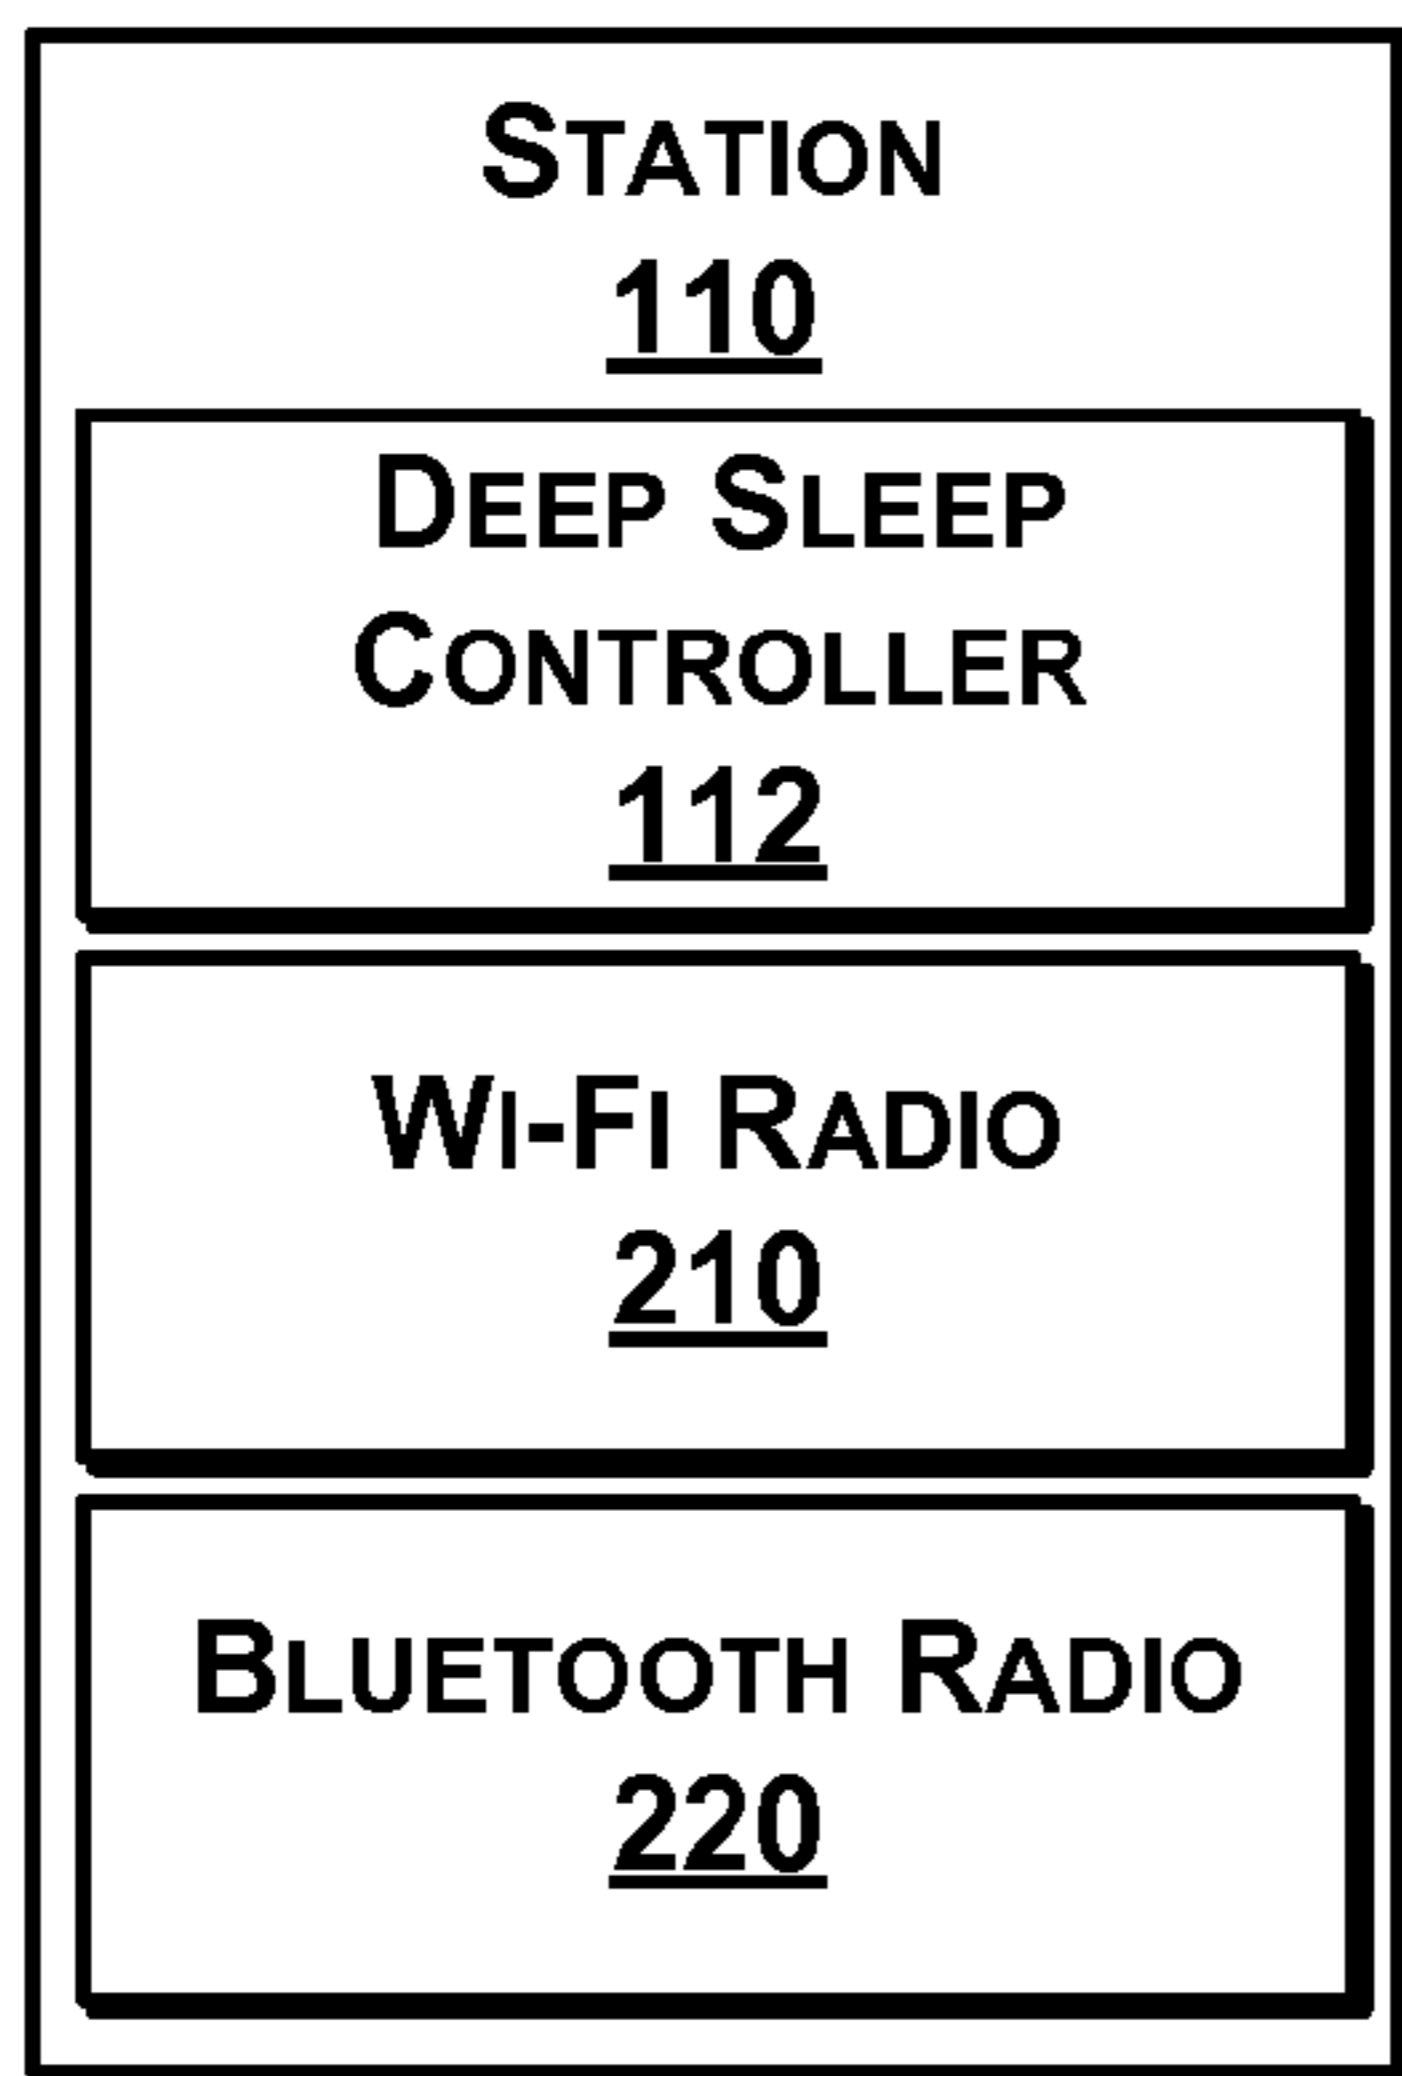 STATION
110
DEEP SLEEP
CONTROLLER
112
WI-FI RADIO
210
BLUETOOTH RADIO
220